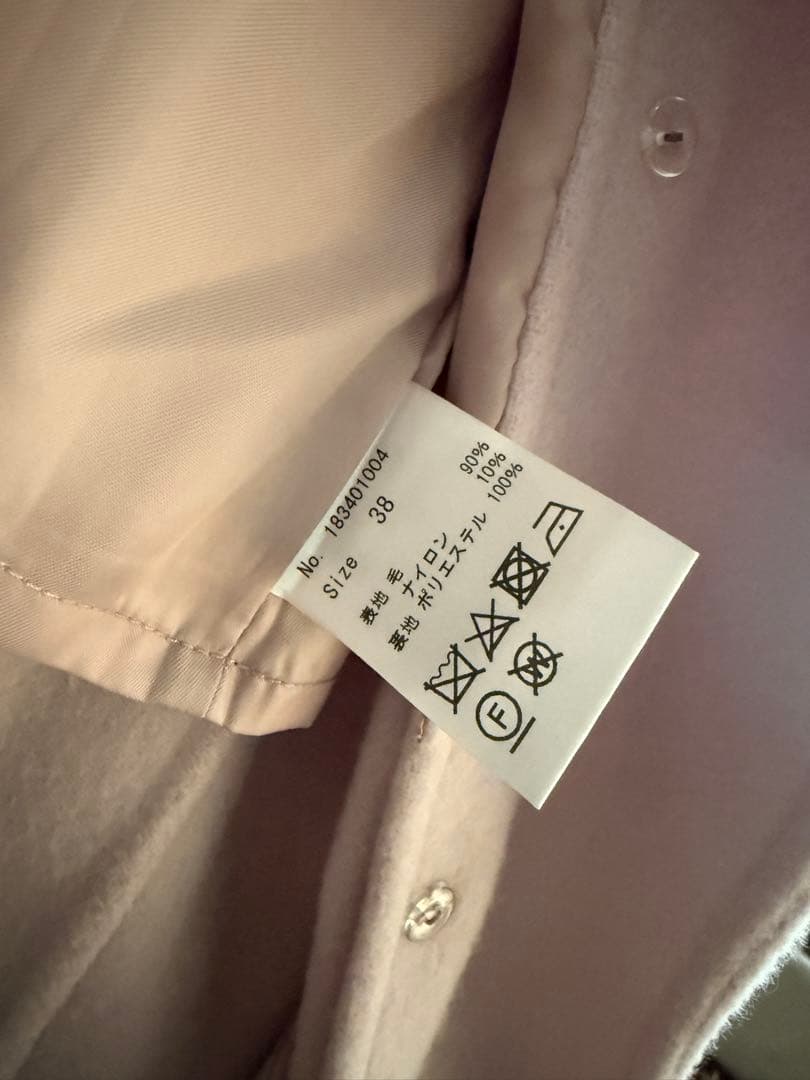 No. 183401004
Size 38
表地 毛 90%
ナイロン 10%
裏地 ポリエステル 100%
W
F